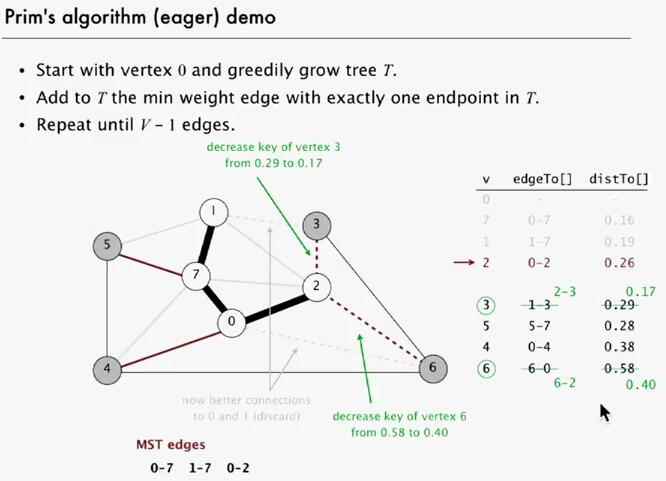 Prim's algorithm (eager) demo
• Start with vertex 0 and greedily grow tree T.
• Add to T the min weight edge with exactly one endpoint in T.
• Repeat until V – 1 edges.
decrease key of vertex 3
from 0.29 to 0.17
v edgeTo[] distTo[]
0 - -
7 0-7 0.16
1 1-7 0.19
2 0-2 0.26
2-3 0.17
3 1-3 0.29
5 5-7 0.28
4 0-4 0.38
6 6-0 0.58
6-2 0.40
1
3
5
7
2
0
4
6
now better connections
to 0 and 1 (discard)
decrease key of vertex 6
from 0.58 to 0.40
MST edges
0-7 1-7 0-2